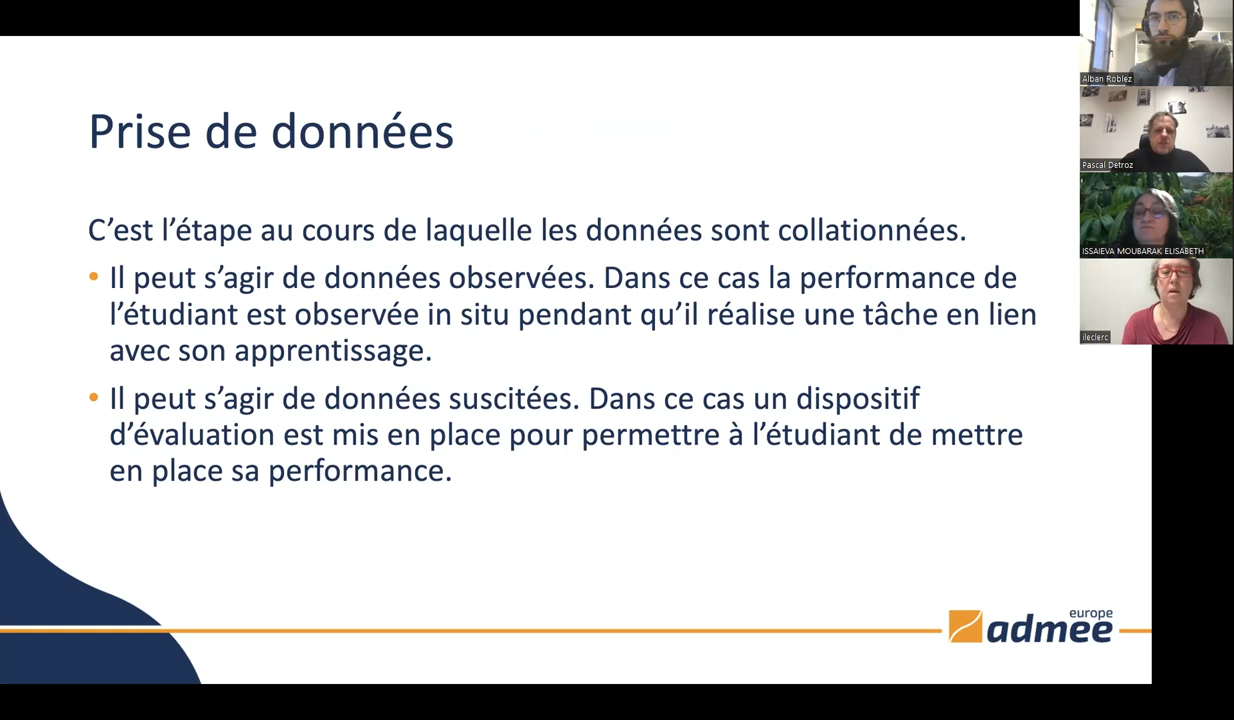 Prise de données
C’est l’étape au cours de laquelle les données sont collationnées.
• Il peut s’agir de données observées. Dans ce cas la performance de
l’étudiant est observée in situ pendant qu’il réalise une tâche en lien
avec son apprentissage.
• Il peut s’agir de données suscitées. Dans ce cas un dispositif
d’évaluation est mis en place pour permettre à l’étudiant de mettre
en place sa performance.
europe
admee
Alban Roblez
Pascal Detroz
ISSAIEVA MOUBARAK ELISABETH
ileclerc